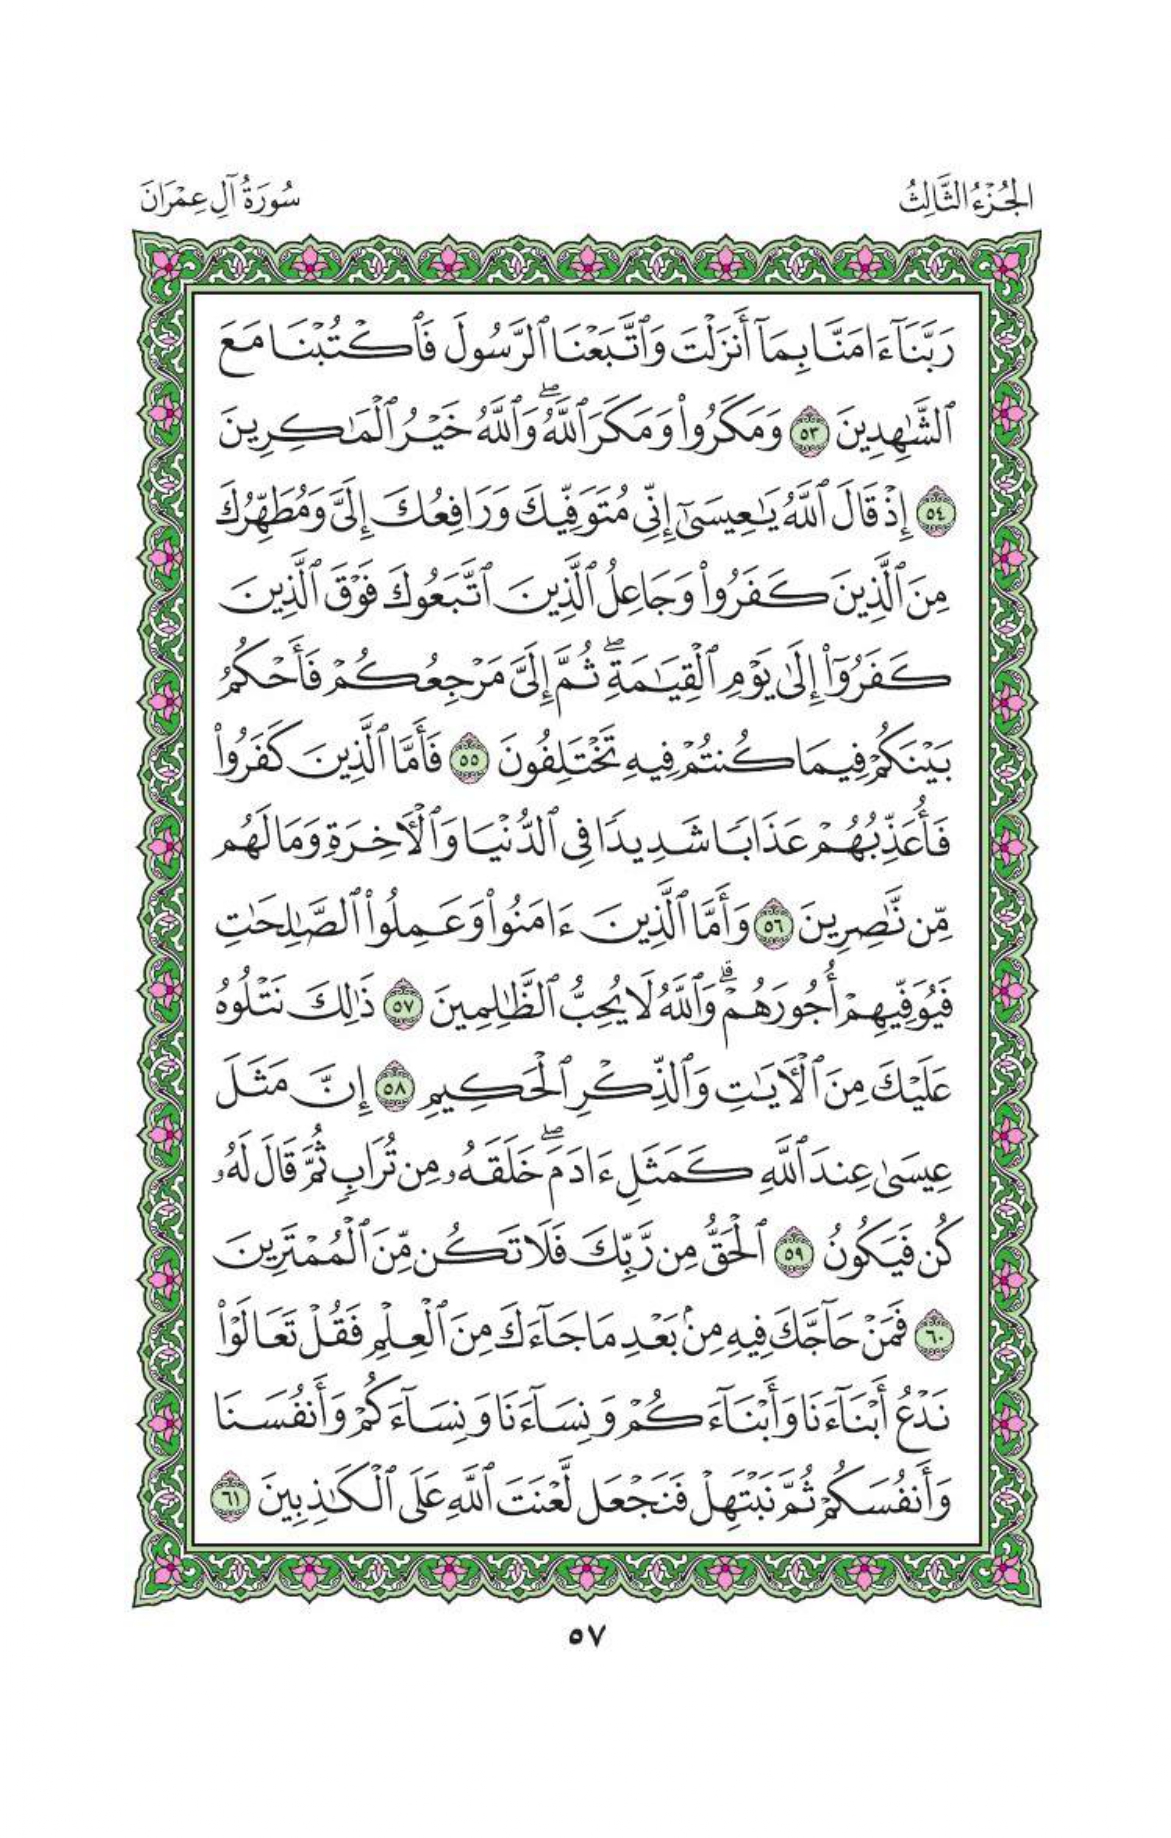 الجُزْءُ الثَّالِثُ
سُورَةُ آلِ عِمْرَانَ
رَبَّنَآ ءَامَنَّا بِمَآ أَنزَلْتَ وَٱتَّبَعْنَا ٱلرَّسُولَ فَٱكْتُبْنَا مَعَ
ٱلشَّٰهِدِينَ ٥٣ وَمَكَرُوا۟ وَمَكَرَ ٱللَّهُ ۖ وَٱللَّهُ خَيْرُ ٱلْمَٰكِرِينَ
٥٤ إِذْ قَالَ ٱللَّهُ يَٰعِيسَىٰٓ إِنِّى مُتَوَفِّيكَ وَرَافِعُكَ إِلَىَّ وَمُطَهِّرُكَ
مِنَ ٱلَّذِينَ كَفَرُوا۟ وَجَاعِلُ ٱلَّذِينَ ٱتَّبَعُوكَ فَوْقَ ٱلَّذِينَ
كَفَرُوٓا۟ إِلَىٰ يَوْمِ ٱلْقِيَٰمَةِ ۖ ثُمَّ إِلَىَّ مَرْجِعُكُمْ فَأَحْكُمُ
بَيْنَكُمْ فِيمَا كُنتُمْ فِيهِ تَخْتَلِفُونَ ٥٥ فَأَمَّا ٱلَّذِينَ كَفَرُوا۟
فَأُعَذِّبُهُمْ عَذَابًا شَدِيدًا فِى ٱلدُّنْيَا وَٱلْءَاخِرَةِ وَمَا لَهُم
مِّن نَّٰصِرِينَ ٥٦ وَأَمَّا ٱلَّذِينَ ءَامَنُوا۟ وَعَمِلُوا۟ ٱلصَّٰلِحَٰتِ
فَيُوَفِّيهِمْ أُجُورَهُمْ ۗ وَٱللَّهُ لَا يُحِبُّ ٱلظَّٰلِمِينَ ٥٧ ذَٰلِكَ نَتْلُوهُ
عَلَيْكَ مِنَ ٱلْءَايَٰتِ وَٱلذِّكْرِ ٱلْحَكِيمِ ٥٨ إِنَّ مَثَلَ
عِيسَىٰ عِندَ ٱللَّهِ كَمَثَلِ ءَادَمَ ۖ خَلَقَهُۥ مِن تُرَابٍ ثُمَّ قَالَ لَهُۥ
كُن فَيَكُونُ ٥٩ ٱلْحَقُّ مِن رَّبِّكَ فَلَا تَكُن مِّنَ ٱلْمُمْتَرِينَ
٦٠ فَمَنْ حَآجَّكَ فِيهِ مِنۢ بَعْدِ مَا جَآءَكَ مِنَ ٱلْعِلْمِ فَقُلْ تَعَالَوْا۟
نَدْعُ أَبْنَآءَنَا وَأَبْنَآءَكُمْ وَنِسَآءَنَا وَنِسَآءَكُمْ وَأَنفُسَنَا
وَأَنفُسَكُمْ ثُمَّ نَبْتَهِلْ فَنَجْعَل لَّعْنَتَ ٱللَّهِ عَلَى ٱلْكَٰذِبِينَ ٦١
٥٧